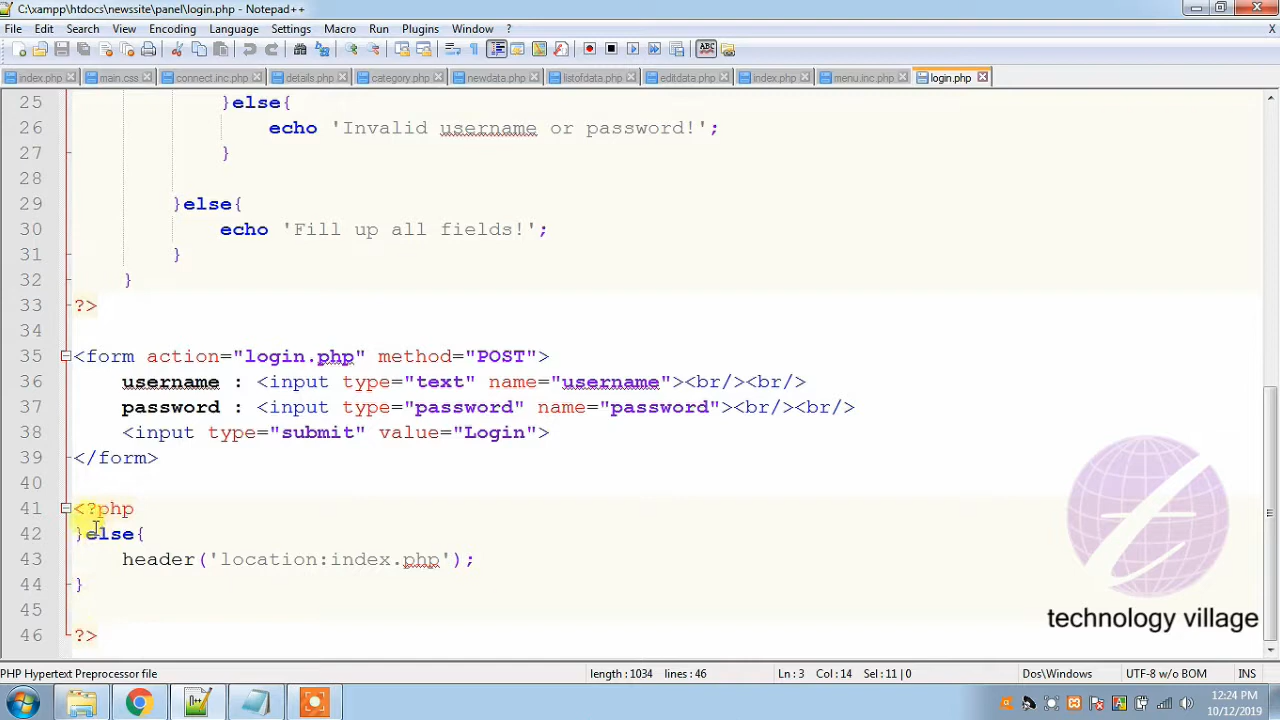 C:\xampp\htdocs\newssite\panel\login.php - Notepad++
File Edit Search View Encoding Language Settings Macro Run Plugins Window ? X
index.php main.css connect.inc.php details.php category.php newdata.php listofdata.php editdata.php index.php menu.inc.php login.php
25 }else{
26 echo 'Invalid username or password!';
27 }
28
29 }else{
30 echo 'Fill up all fields!';
31 }
32 }
33 ?>
34
35 <form action="login.php" method="POST">
36 username : <input type="text" name="username"><br/><br/>
37 password : <input type="password" name="password"><br/><br/>
38 <input type="submit" value="Login">
39 </form>
40
41 <?php
42 }else{
43 header('location:index.php');
44 }
45
46 ?>
technology village
PHP Hypertext Preprocessor file length : 1034 lines : 46 Ln : 3 Col : 14 Sel : 11 | 0 Dos\Windows UTF-8 w/o BOM INS
12:24 PM
10/12/2019